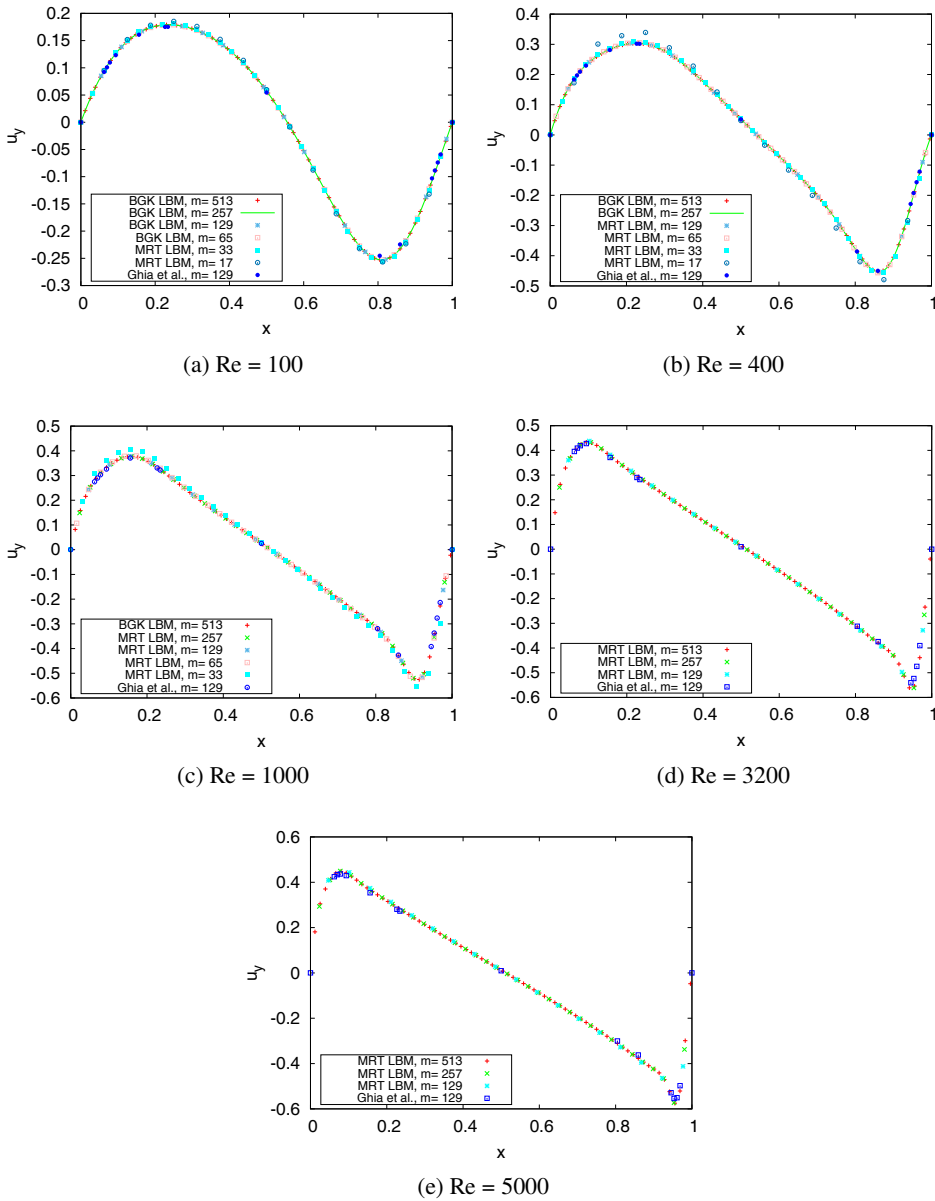 0.2
0.15
0.1
0.05
0
-0.05
-0.1
-0.15
-0.2
-0.25
-0.3
u_y
BGK LBM, m= 513
BGK LBM, m= 257
BGK LBM, m= 129
BGK LBM, m= 65
MRT LBM, m= 33
MRT LBM, m= 17
Ghia et al., m= 129
0 0.2 0.4 0.6 0.8 1
x
(a) Re = 100
0.4
0.3
0.2
0.1
0
-0.1
-0.2
-0.3
-0.4
-0.5
u_y
BGK LBM, m= 513
BGK LBM, m= 257
MRT LBM, m= 129
MRT LBM, m= 65
MRT LBM, m= 33
MRT LBM, m= 17
Ghia et al., m= 129
0 0.2 0.4 0.6 0.8 1
x
(b) Re = 400
0.5
0.4
0.3
0.2
0.1
0
-0.1
-0.2
-0.3
-0.4
-0.5
-0.6
u_y
BGK LBM, m= 513
MRT LBM, m= 257
MRT LBM, m= 129
MRT LBM, m= 65
MRT LBM, m= 33
Ghia et al., m= 129
0 0.2 0.4 0.6 0.8 1
x
(c) Re = 1000
0.5
0.4
0.3
0.2
0.1
0
-0.1
-0.2
-0.3
-0.4
-0.5
-0.6
u_y
MRT LBM, m= 513
MRT LBM, m= 257
MRT LBM, m= 129
Ghia et al., m= 129
0 0.2 0.4 0.6 0.8 1
x
(d) Re = 3200
0.6
0.4
0.2
0
-0.2
-0.4
-0.6
u_y
MRT LBM, m= 513
MRT LBM, m= 257
MRT LBM, m= 129
Ghia et al., m= 129
0 0.2 0.4 0.6 0.8 1
x
(e) Re = 5000